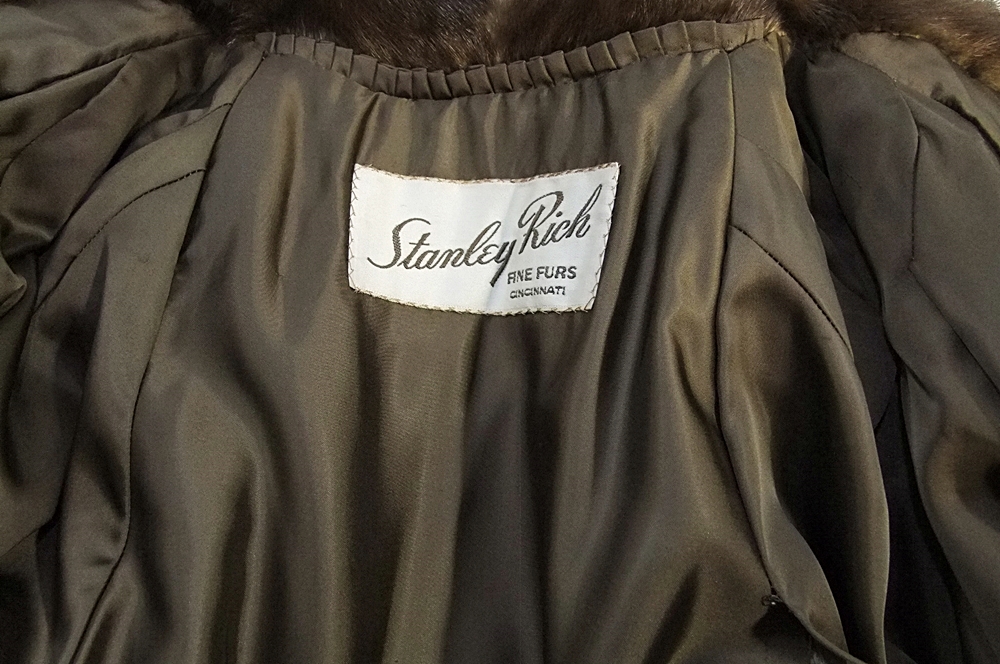 Stanley Rich
FINE FURS
CINCINNATI